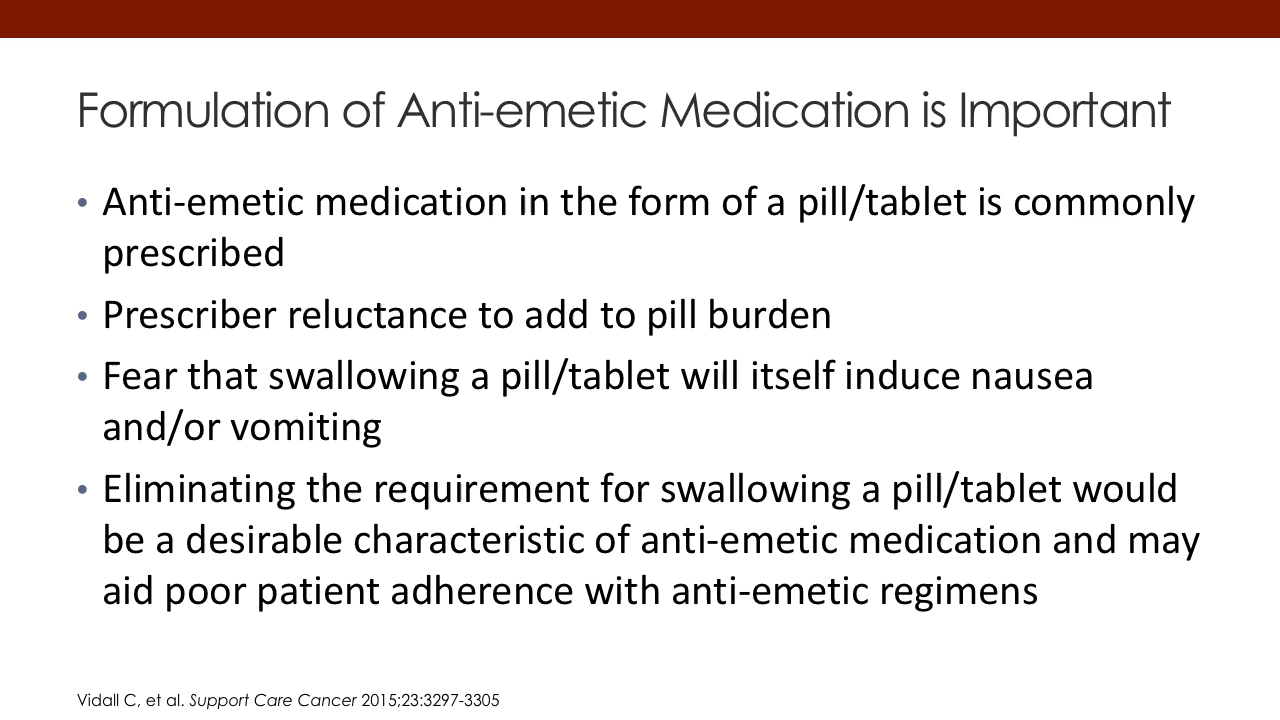 Formulation of Anti-emetic Medication is Important
• Anti-emetic medication in the form of a pill/tablet is commonly
prescribed
• Prescriber reluctance to add to pill burden
• Fear that swallowing a pill/tablet will itself induce nausea
and/or vomiting
• Eliminating the requirement for swallowing a pill/tablet would
be a desirable characteristic of anti-emetic medication and may
aid poor patient adherence with anti-emetic regimens
Vidall C, et al. Support Care Cancer 2015;23:3297-3305